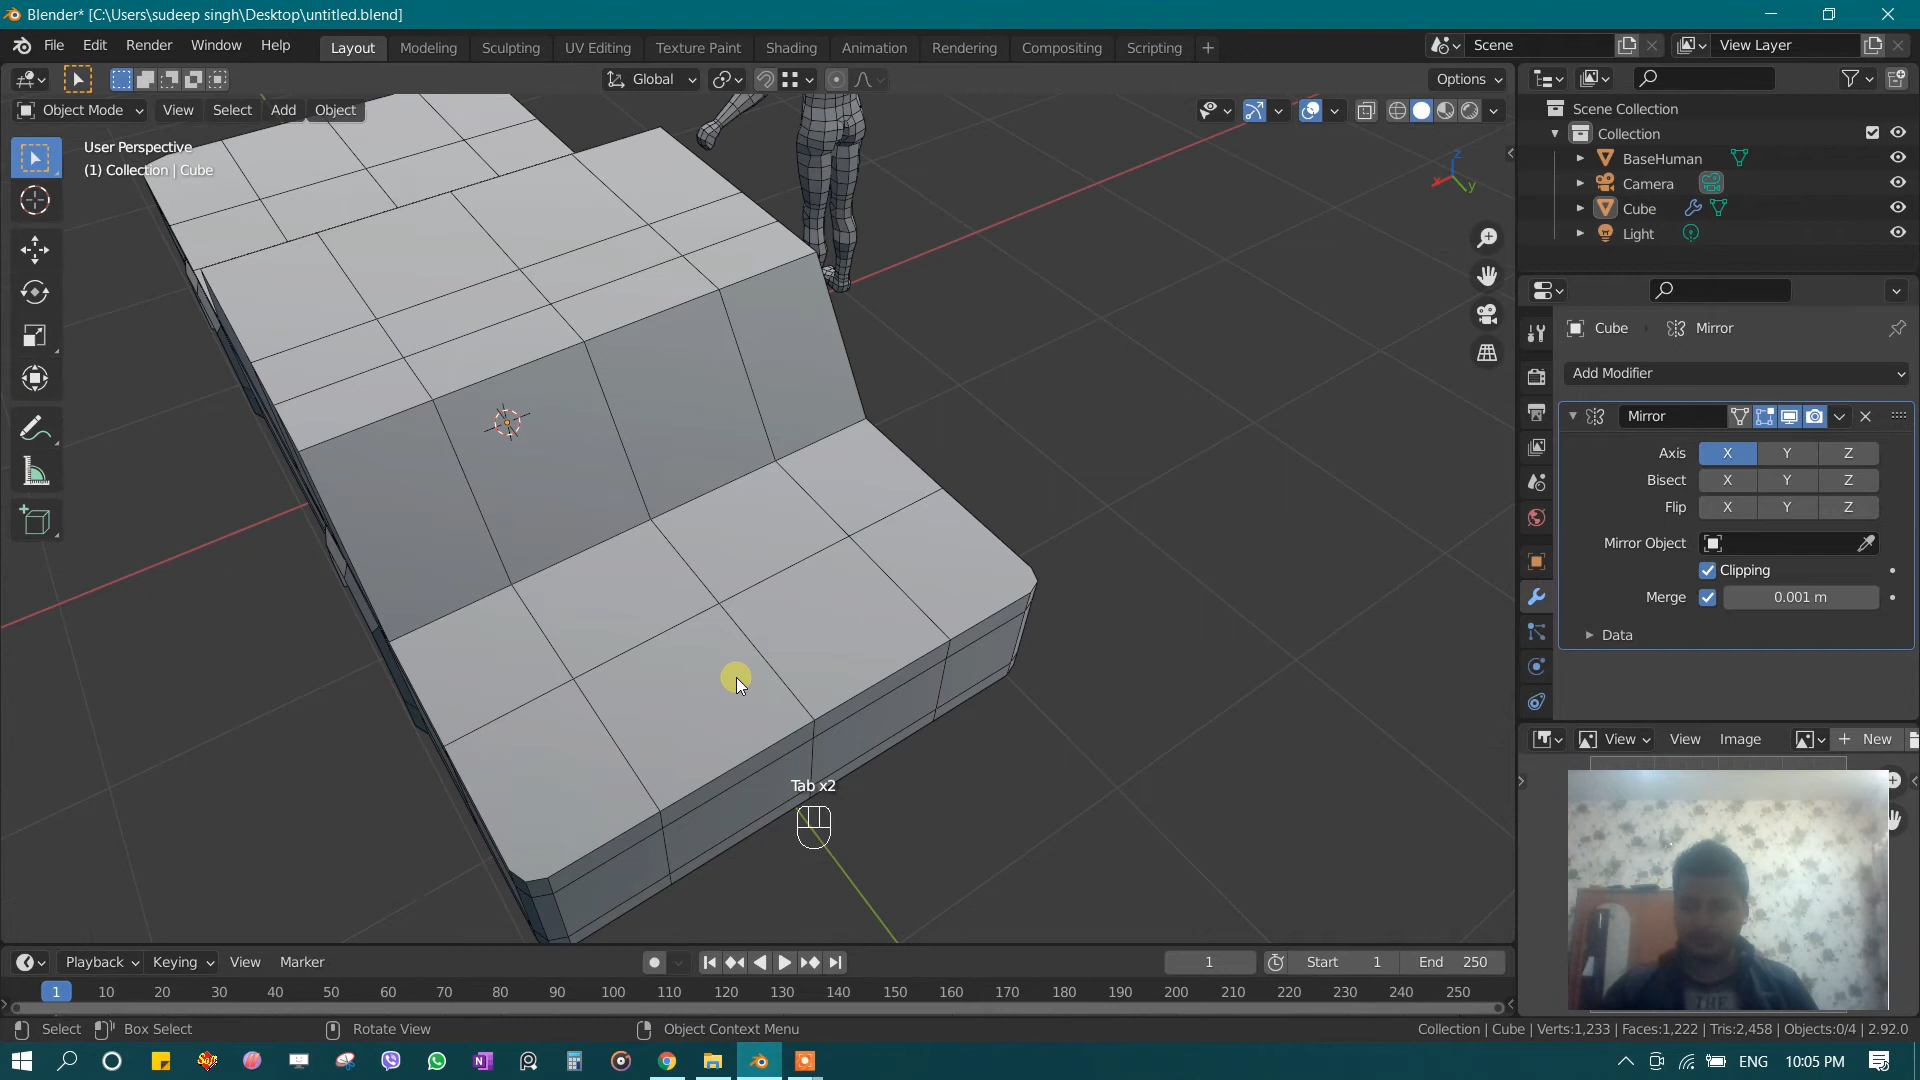 Blender* [C:\Users\sudeep singh\Desktop\untitled.blend]
File Edit Render Window Help Layout Modeling Sculpting UV Editing Texture Paint Shading Animation Rendering Compositing Scripting + Scene View Layer
Global Options
Object Mode View Select Add Object
User Perspective
(1) Collection | Cube
Z
X
Y
Scene Collection
Collection
BaseHuman
Camera
Cube
Light
Cube Mirror
Add Modifier
Mirror
Axis X Y Z
Bisect X Y Z
Flip X Y Z
Mirror Object
Clipping
Merge 0.001 m
Data
View View Image + New
Tab x2
THE
Playback Keying View Marker 1 Start 1 End 250
1 10 20 30 40 50 60 70 80 90 100 110 120 130 140 150 160 170 180 190 200 210 220 230 240 250
Select Box Select Rotate View Object Context Menu Collection | Cube | Verts:1,233 | Faces:1,222 | Tris:2,458 | Objects:0/4 | 2.92.0
ENG 10:05 PM